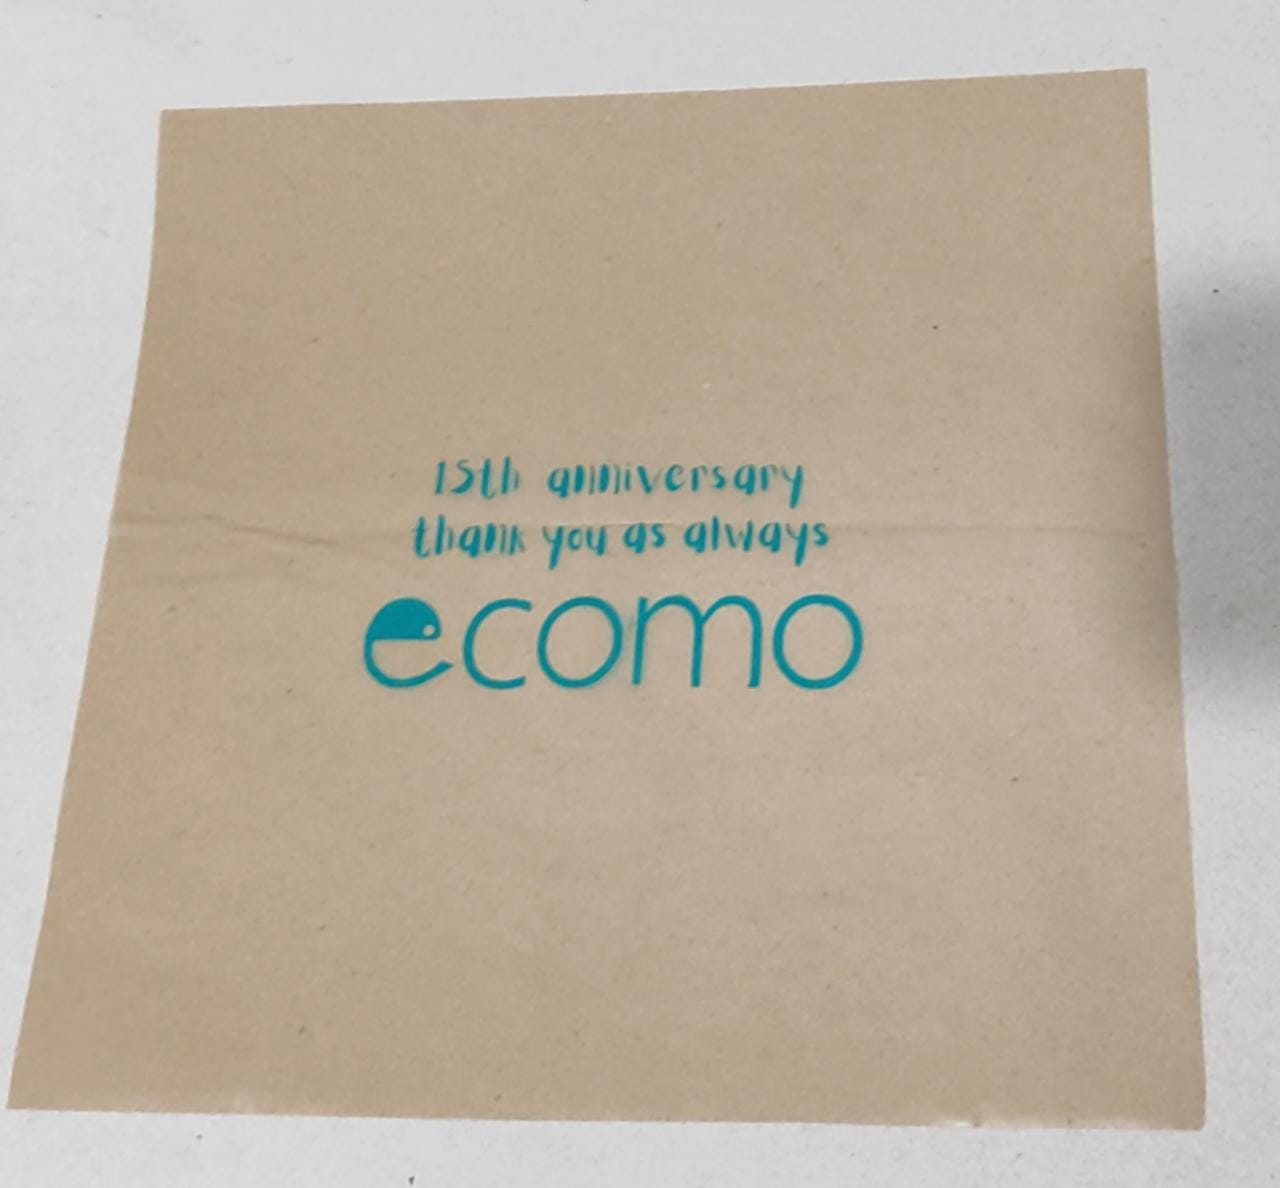 15th anniversary
thank you as always
ecomo